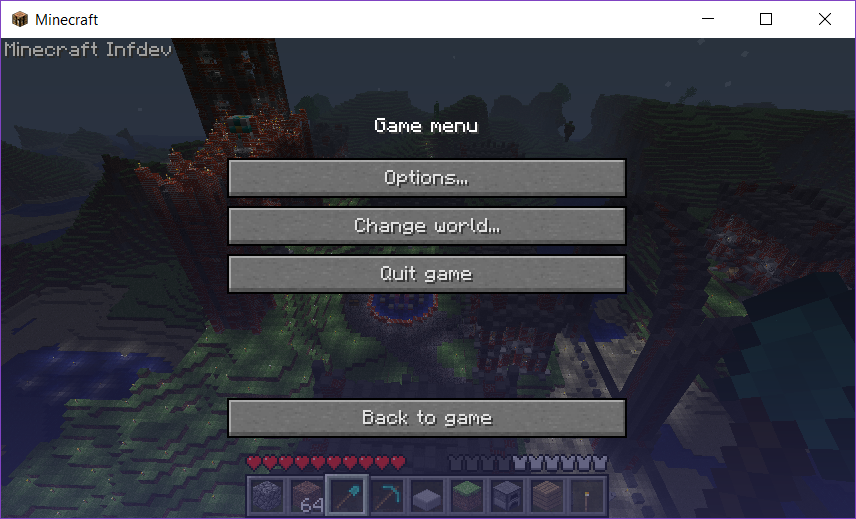 Minecraft
Minecraft Infdev
Game menu
Options...
Change world...
Quit game
Back to game
64